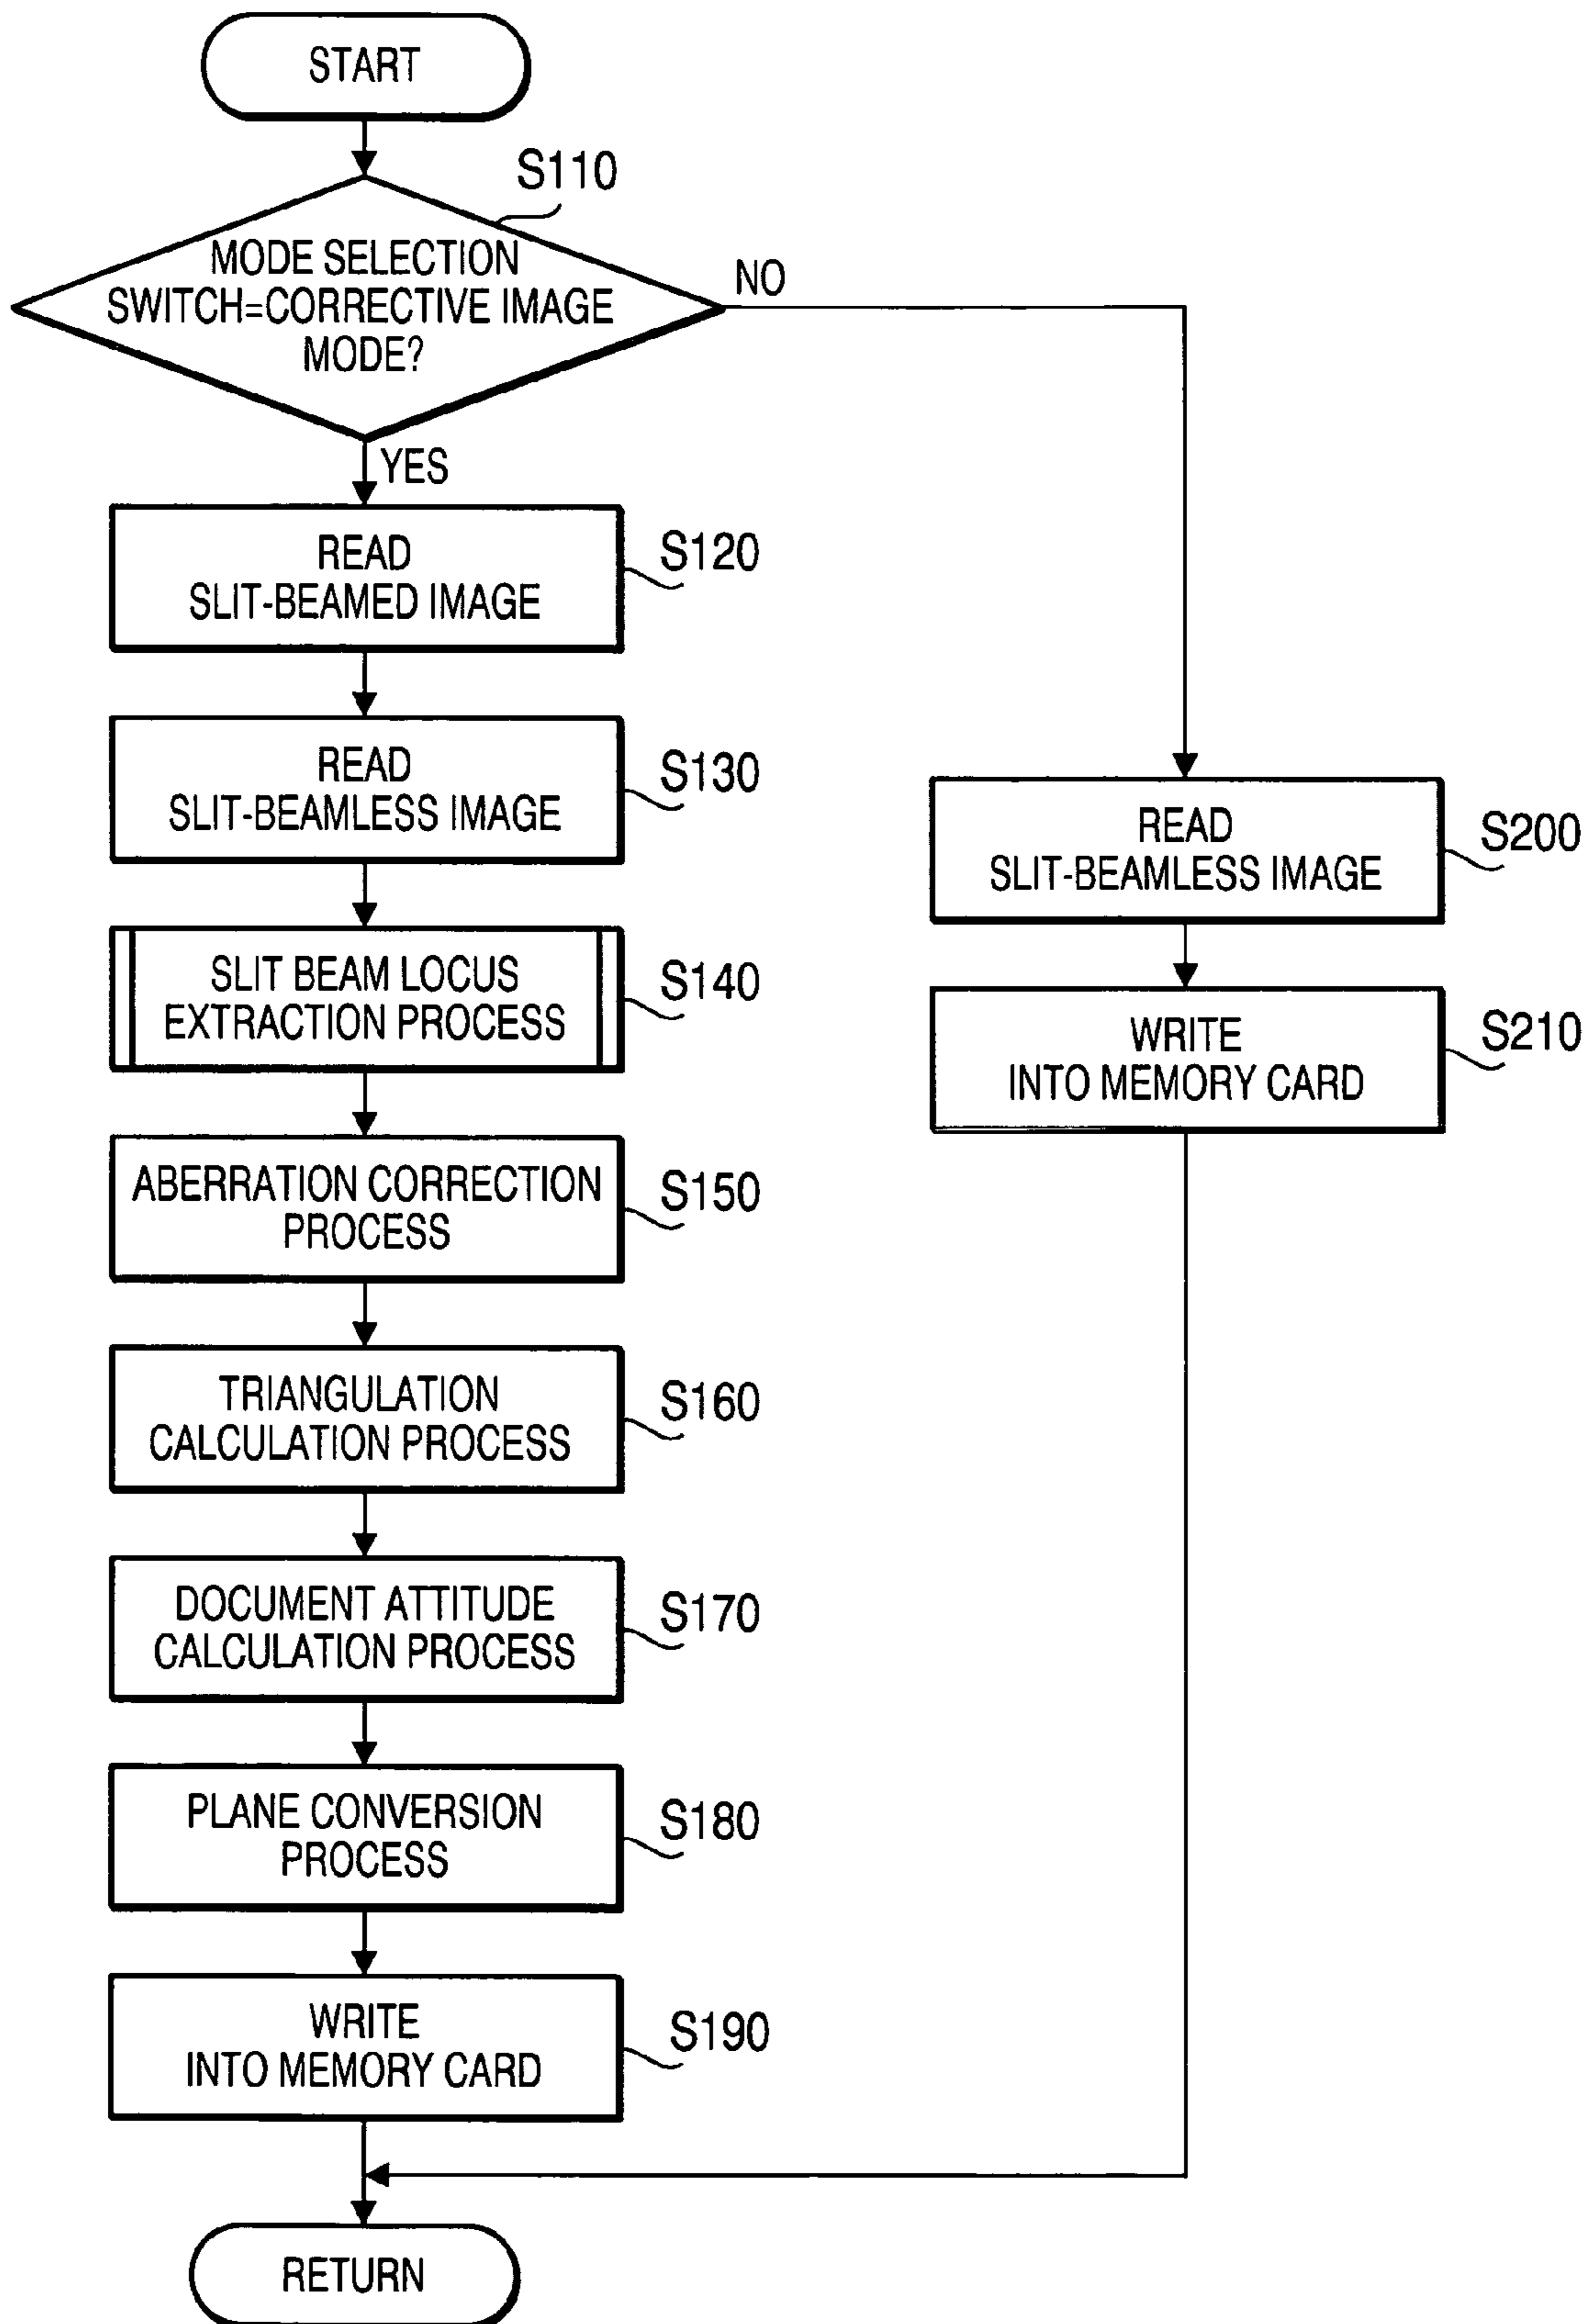 START
S110
MODE SELECTION
SWITCH=CORRECTIVE IMAGE
MODE?
NO
YES
READ
SLIT-BEAMED IMAGE
S120
READ
SLIT-BEAMLESS IMAGE
S130
SLIT BEAM LOCUS
EXTRACTION PROCESS
S140
ABERRATION CORRECTION
PROCESS
S150
TRIANGULATION
CALCULATION PROCESS
S160
DOCUMENT ATTITUDE
CALCULATION PROCESS
S170
PLANE CONVERSION
PROCESS
S180
WRITE
INTO MEMORY CARD
S190
READ
SLIT-BEAMLESS IMAGE
S200
WRITE
INTO MEMORY CARD
S210
RETURN